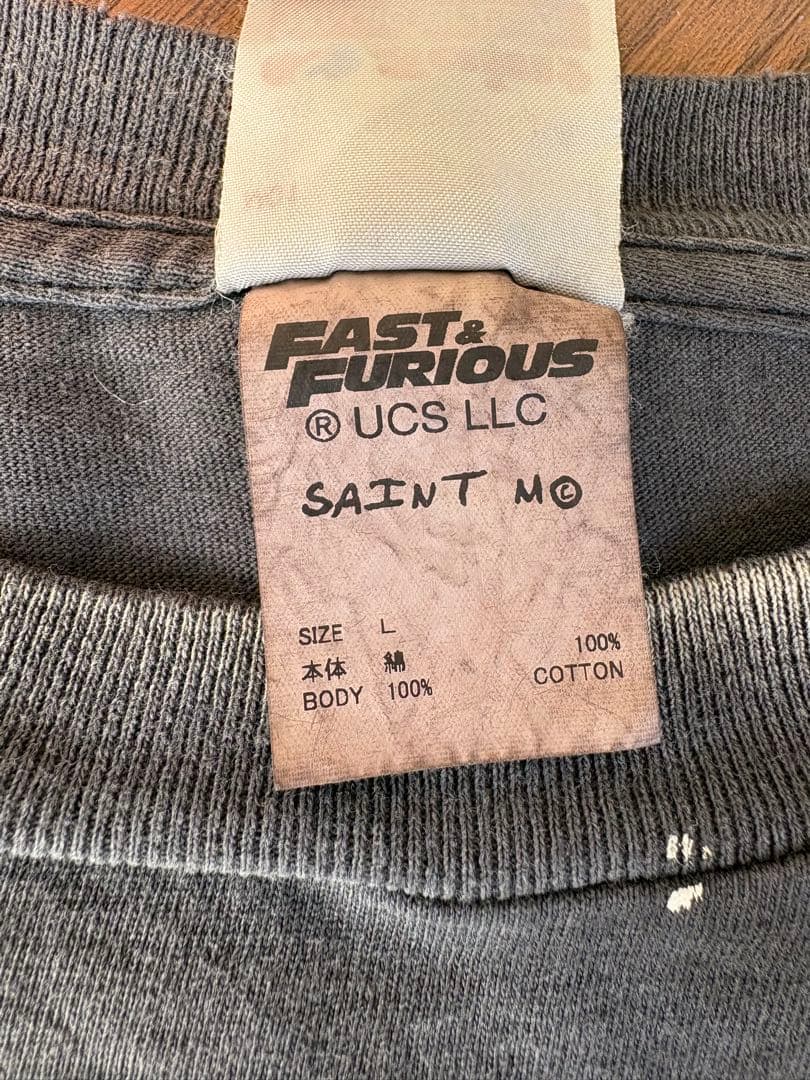 FAST &
FURIOUS
® UCS LLC
SAINT M©
SIZE L
本体 綿
BODY 100%
100%
COTTON